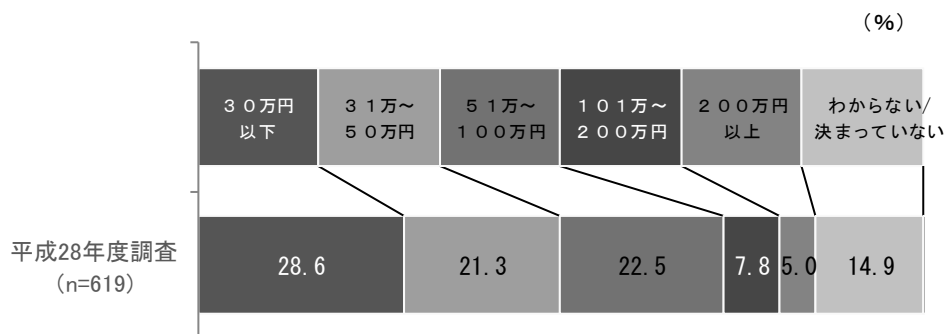 （％）
３０万円
以下
３１万～
５０万円
５１万～
１００万円
１０１万～
２００万円
２００万円
以上
わからない/
決まっていない
平成28年度調査
（n=619）
28.6
21.3
22.5
7.8
5.0
14.9